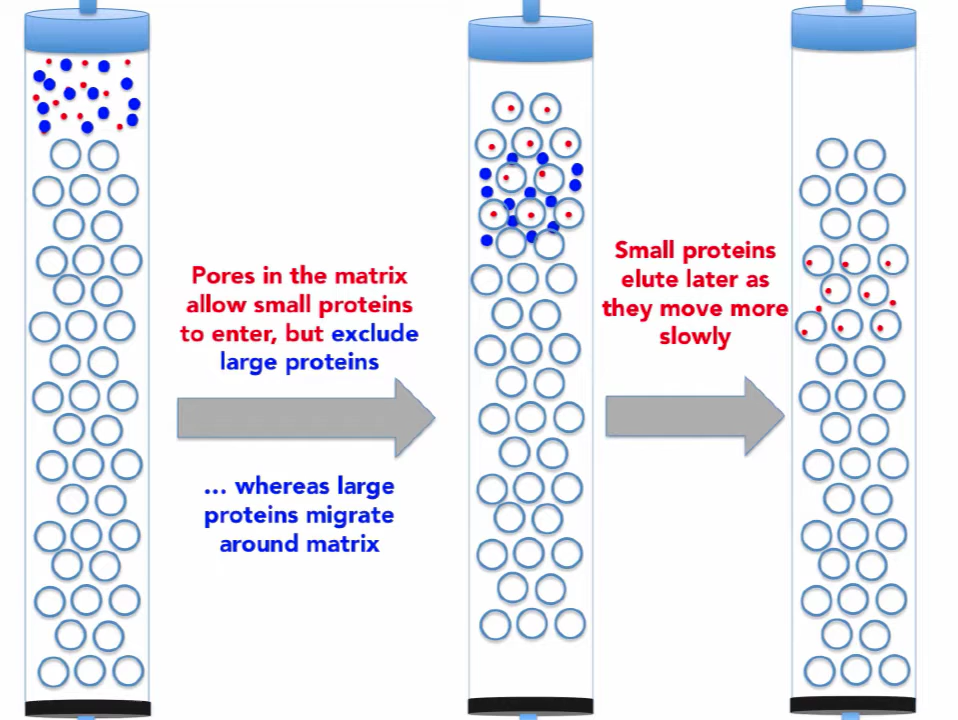 Pores in the matrix
allow small proteins
to enter, but exclude
large proteins
... whereas large
proteins migrate
around matrix
Small proteins
elute later as
they move more
slowly